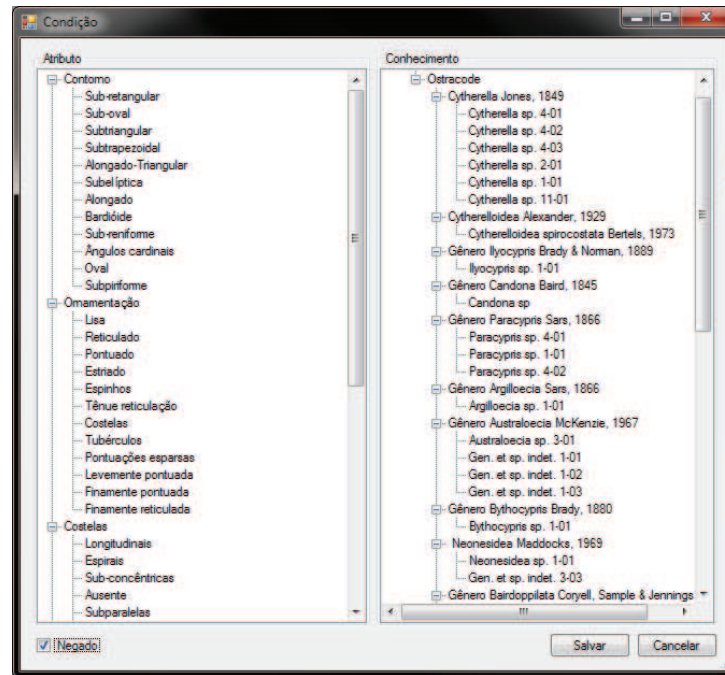 Condição
Atributo
Contorno
Sub-retangular
Sub-oval
Subtriangular
Subtrapezoidal
Alongado-Triangular
Subelíptica
Alongado
Bardióide
Sub-reniforme
Ângulos cardinais
Oval
Subpiriforme
Ornamentação
Lisa
Reticulado
Pontuado
Estriado
Espinhos
Tênue reticulação
Costelas
Tubérculos
Pontuações esparsas
Levemente pontuada
Finamente pontuada
Finamente reticulada
Costelas
Longitudinais
Espirais
Sub-concêntricas
Ausente
Subparalelas
Conhecimento
Ostracode
Cytherella Jones, 1849
Cytherella sp. 4-01
Cytherella sp. 4-02
Cytherella sp. 4-03
Cytherella sp. 2-01
Cytherella sp. 1-01
Cytherella sp. 11-01
Cytherelloidea Alexander, 1929
Cytherelloidea spirocostata Bertels, 1973
Gênero Ilyocypris Brady & Norman, 1889
Ilyocypris sp. 1-01
Gênero Candona Baird, 1845
Candona sp
Gênero Paracypris Sars, 1866
Paracypris sp. 4-01
Paracypris sp. 1-01
Paracypris sp. 4-02
Gênero Argilloecia Sars, 1866
Argilloecia sp. 1-01
Gênero Australoecia McKenzie, 1967
Australoecia sp. 3-01
Gen. et sp. indet. 1-01
Gen. et sp. indet. 1-02
Gen. et sp. indet. 1-03
Gênero Bythocypris Brady, 1880
Bythocypris sp. 1-01
Neonesidea Maddocks, 1969
Neonesidea sp. 1-01
Gen. et sp. indet. 3-03
Gênero Bairdoppilata Coryell, Sample & Jennings
Negado
Salvar
Cancelar